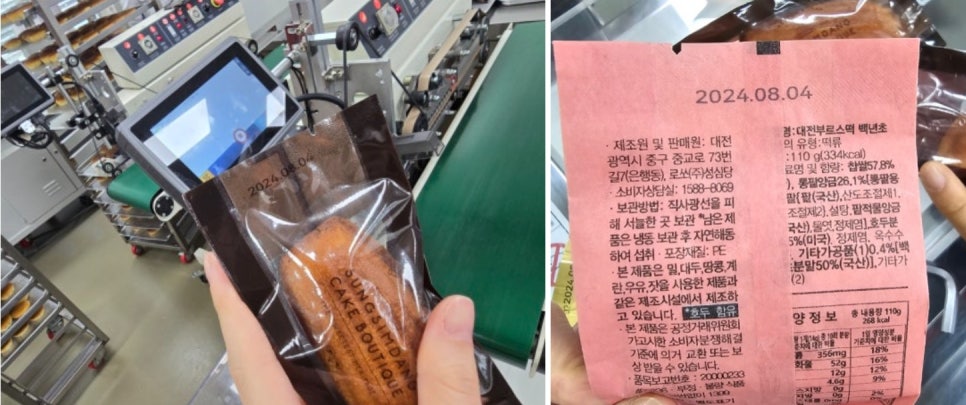 2024.08.04
SUNGSIMDANG
CAKE BOUTIQUE
2024.08.04
· 제조원 및 판매원: 대전
광역시 중구 중교로 73번
길7(은행동), 로쏘(주)성심당
· 소비자상담실: 1588-8069
· 보관방법: 직사광선을 피
해 서늘한 곳 보관 *남은 제
품은 냉동 보관 후 자연해동
하여 섭취 · 포장재질: PE
· 본 제품은 밀,대두,땅콩,계
란,우유,잣을 사용한 제품과
같은 제조시설에서 제조하
고 있습니다. *호두 함유
· 본 제품은 공정거래위원회
가고시한 소비자분쟁해결
기준에 의거 교환 또는 보
상 받을 수 있습니다.
· 품목보고번호 : 20000233
명: 대전부르스떡 백년초
의 유형:떡류
:110 g(334kcal)
료명 및 함량: 찹쌀57.8%
), 통팥앙금26.1%[통팥용
팥{팥(국산),산도조절제1,
조절제2},설탕,팥적물앙금
국산),물엿,정제염],호두분
5%(미국), 정제염, 옥수수
기타가공품(1)0.4%[백
분말50%(국산)],기타가
(2)
양 정 보
총 내용량 110g
268 kcal
356mg 18%
화물 52g 16%
12g 12%
4.6g 9%
2%